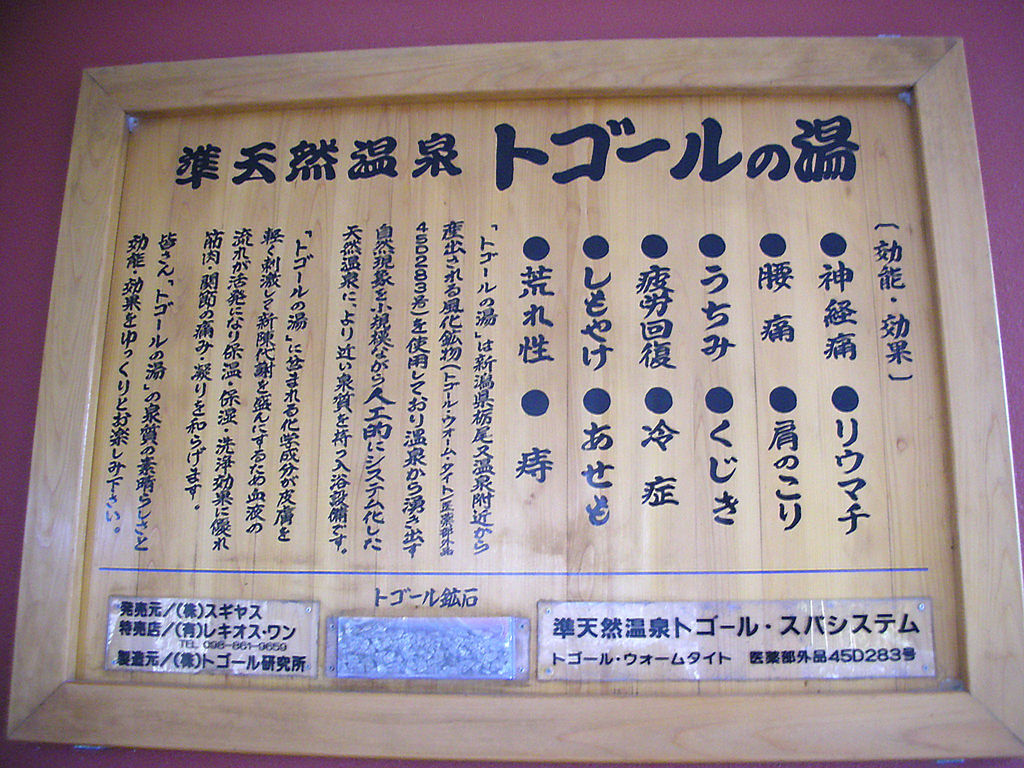 準天然温泉 トゴールの湯
〔効能・効果〕
●神経痛 ●リウマチ
●腰痛 ●肩のこり
●うちみ ●くじき
●疲労回復 ●冷症
●しもやけ ●あせも
●荒れ性 ●痔
「トゴールの湯」は新潟県栃尾又温泉附近から
産出される風化鉱物(トゴール・ウォーム・タイト)(医薬部外品
45D283号)を使用しており温泉から湧き出す
自然現象を小規模ながら人工的にシステム化した
天然温泉に、より近い泉質を持つ入浴設備です。
「トゴールの湯」に含まれる化学成分が皮膚を
軽く刺激して新陳代謝を盛んにするため血液の
流れが活発になり保温・保湿・洗浄効果に優れ
筋肉・関節の痛み・凝りを和らげます。
皆さん「トゴールの湯」の泉質の素晴らしさと
効能・効果をゆっくりとお楽しみ下さい。
発売元/(株)スギヤス
特売店/(有)レキオス・ワン
TEL 098-861-9659
製造元/(株)トゴール研究所
トゴール鉱石
準天然温泉トゴール・スパシステム
トゴール・ウォームタイト 医薬部外品45D283号